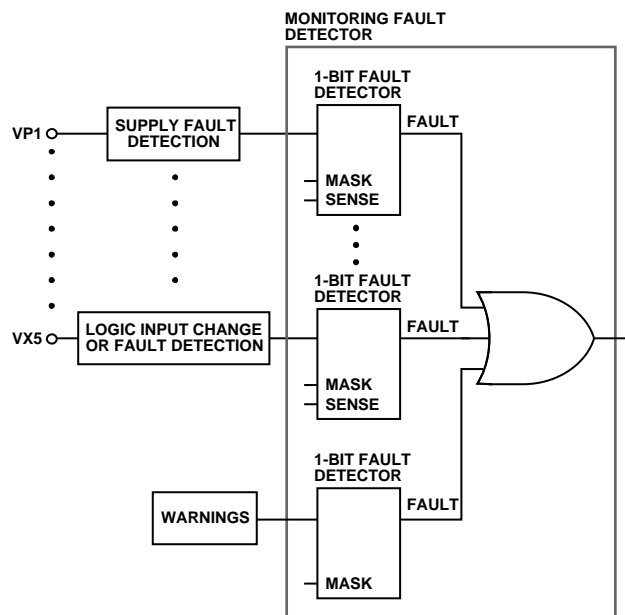 MONITORING FAULT
DETECTOR
1-BIT FAULT
DETECTOR
VP1
SUPPLY FAULT
DETECTION
FAULT
MASK
SENSE
1-BIT FAULT
DETECTOR
VX5
LOGIC INPUT CHANGE
OR FAULT DETECTION
FAULT
MASK
SENSE
1-BIT FAULT
DETECTOR
WARNINGS
FAULT
MASK